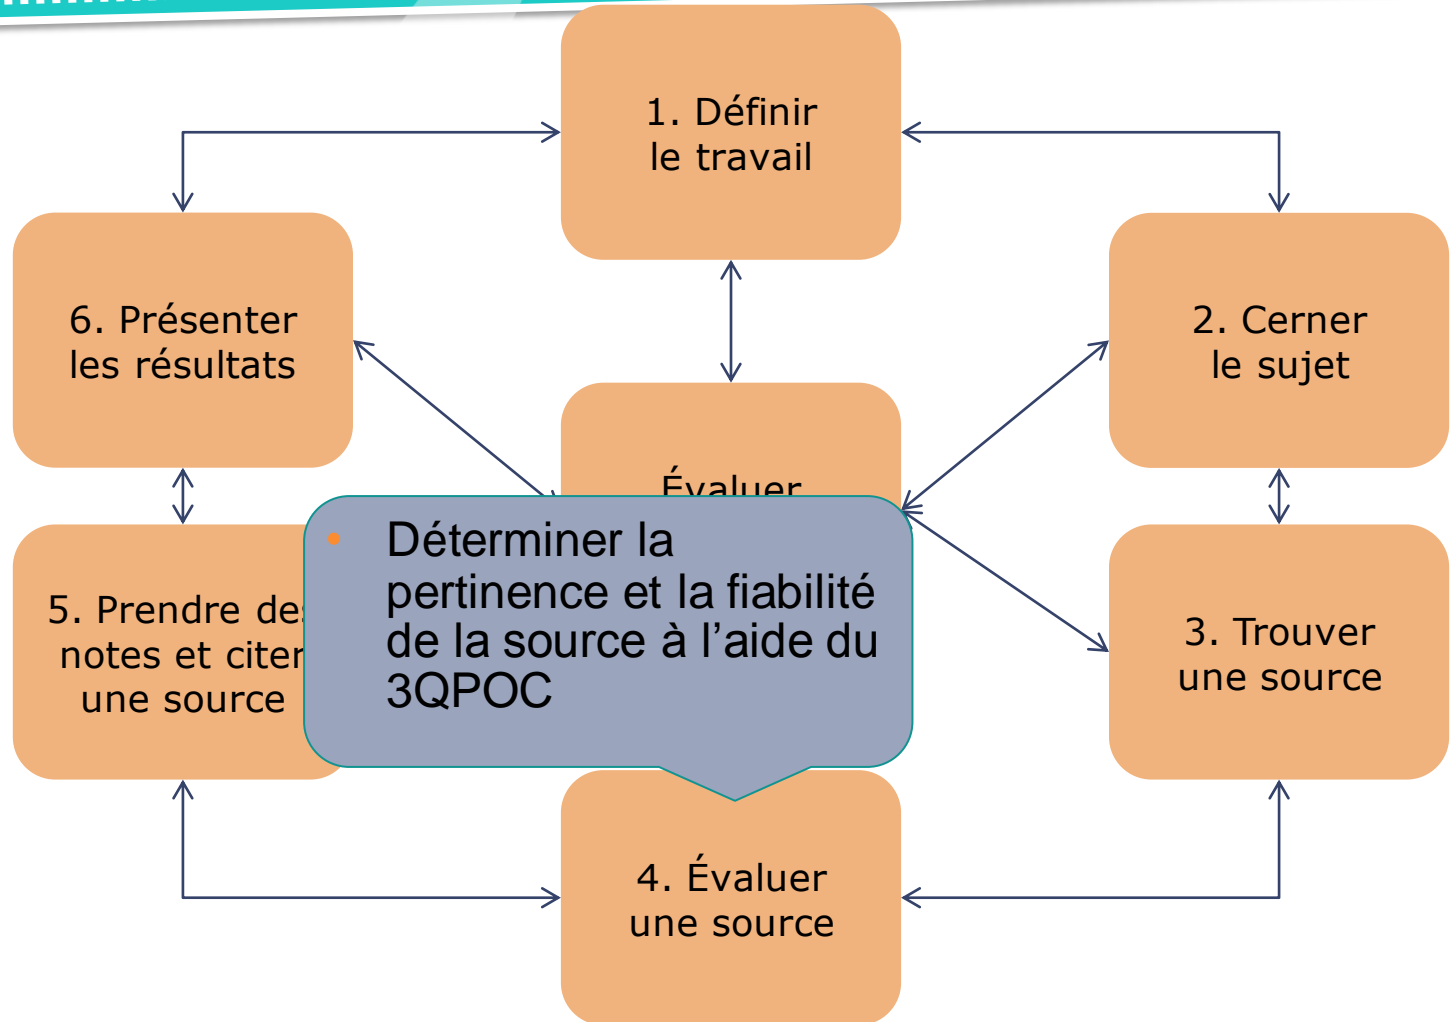 1. Définir
le travail
6. Présenter
les résultats
2. Cerner
le sujet
Évaluer
• Déterminer la
pertinence et la fiabilité
de la source à l’aide du
3QPOC
5. Prendre des
notes et citer
une source
3. Trouver
une source
4. Évaluer
une source